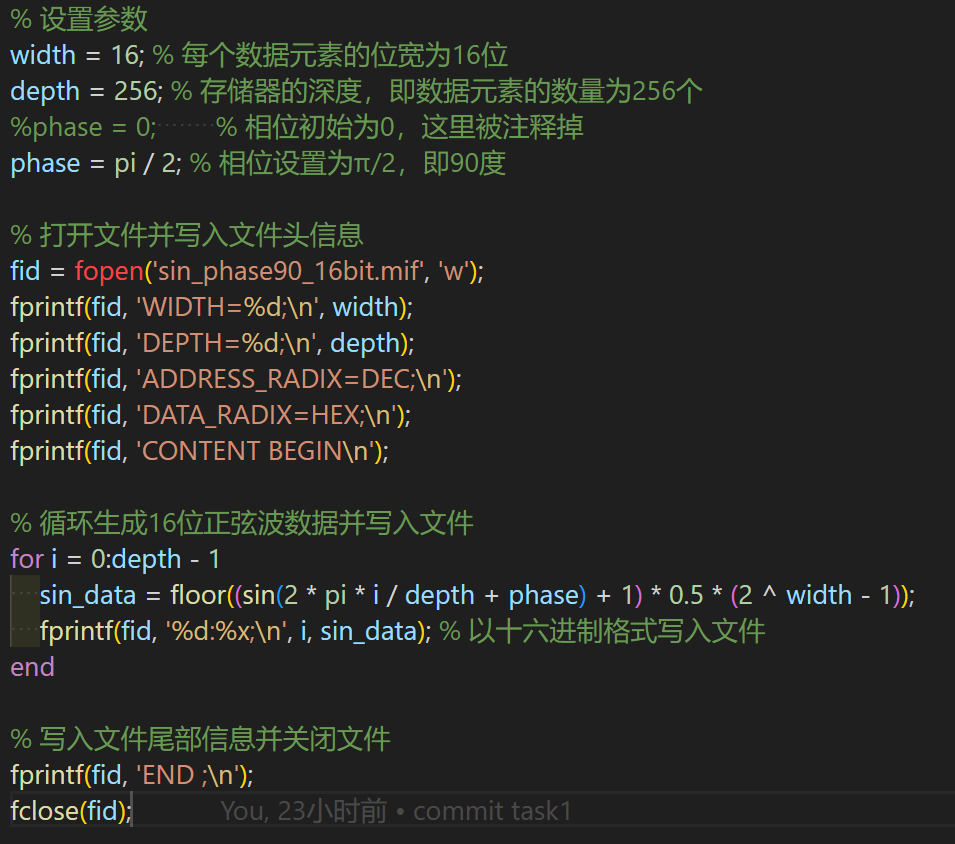 % 设置参数
width = 16; % 每个数据元素的位宽为16位
depth = 256; % 存储器的深度，即数据元素的数量为256个
%phase = 0;········% 相位初始为0，这里被注释掉
phase = pi / 2; % 相位设置为π/2，即90度
% 打开文件并写入文件头信息
fid = fopen('sin_phase90_16bit.mif', 'w');
fprintf(fid, 'WIDTH=%d;\n', width);
fprintf(fid, 'DEPTH=%d;\n', depth);
fprintf(fid, 'ADDRESS_RADIX=DEC;\n');
fprintf(fid, 'DATA_RADIX=HEX;\n');
fprintf(fid, 'CONTENT BEGIN\n');
% 循环生成16位正弦波数据并写入文件
for i = 0:depth - 1
····sin_data = floor((sin(2 * pi * i / depth + phase) + 1) * 0.5 * (2 ^ width - 1));
····fprintf(fid, '%d:%x;\n', i, sin_data); % 以十六进制格式写入文件
end
% 写入文件尾部信息并关闭文件
fprintf(fid, 'END ;\n');
fclose(fid); You, 23小时前 • commit task1